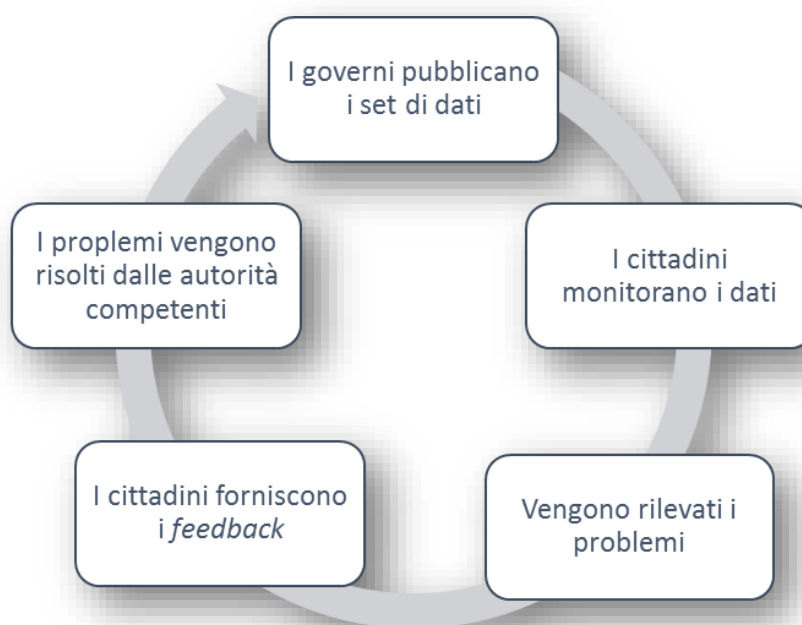 I governi pubblicano
i set di dati
I cittadini
monitorano i dati
Vengono rilevati i
problemi
I cittadini forniscono
i feedback
I proplemi vengono
risolti dalle autorità
competenti